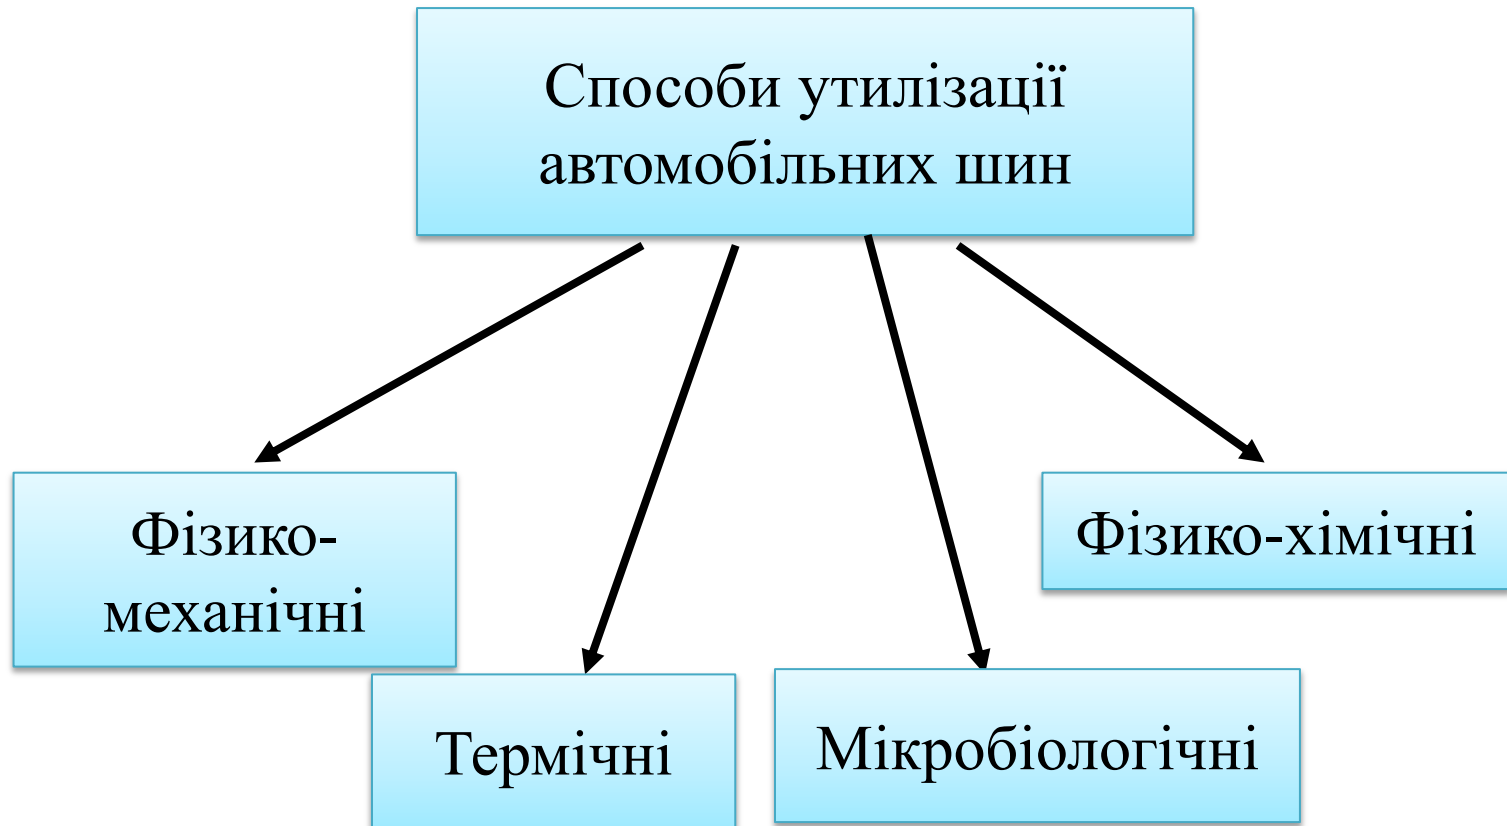 Способи утилізації
автомобільних шин
Фізико-
механічні
Фізико-хімічні
Термічні
Мікробіологічні